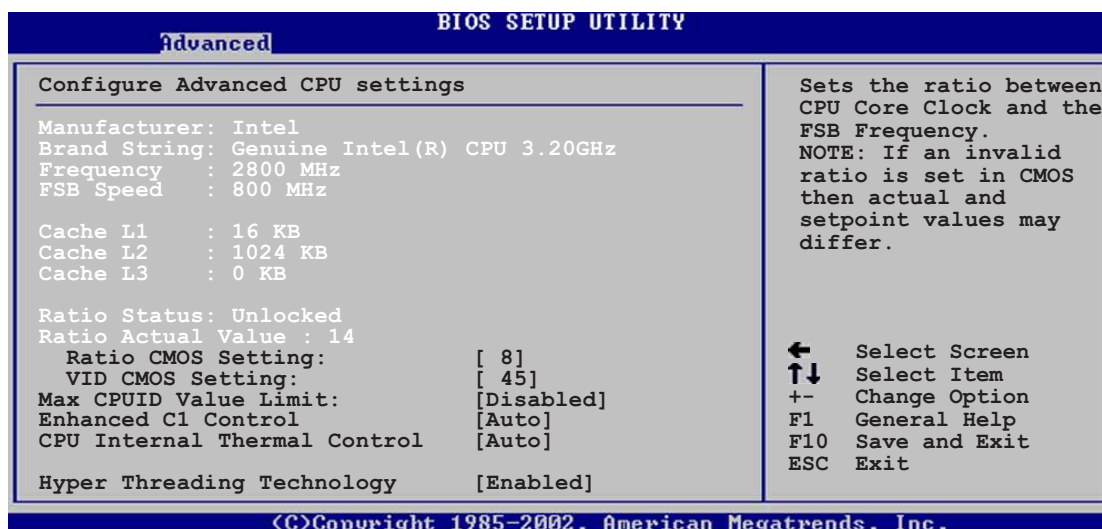 BIOS SETUP UTILITY
Advanced
Configure Advanced CPU settings
Manufacturer: Intel
Brand String: Genuine Intel(R) CPU 3.20GHz
Frequency : 2800 MHz
FSB Speed : 800 MHz
Cache L1 : 16 KB
Cache L2 : 1024 KB
Cache L3 : 0 KB
Ratio Status: Unlocked
Ratio Actual Value : 14
Ratio CMOS Setting: [ 8]
VID CMOS Setting: [ 45]
Max CPUID Value Limit: [Disabled]
Enhanced C1 Control [Auto]
CPU Internal Thermal Control [Auto]
Hyper Threading Technology [Enabled]
Sets the ratio between
CPU Core Clock and the
FSB Frequency.
NOTE: If an invalid
ratio is set in CMOS
then actual and
setpoint values may
differ.
← Select Screen
↑↓ Select Item
+- Change Option
F1 General Help
F10 Save and Exit
ESC Exit
(C)Copyright 1985-2002, American Megatrends, Inc.